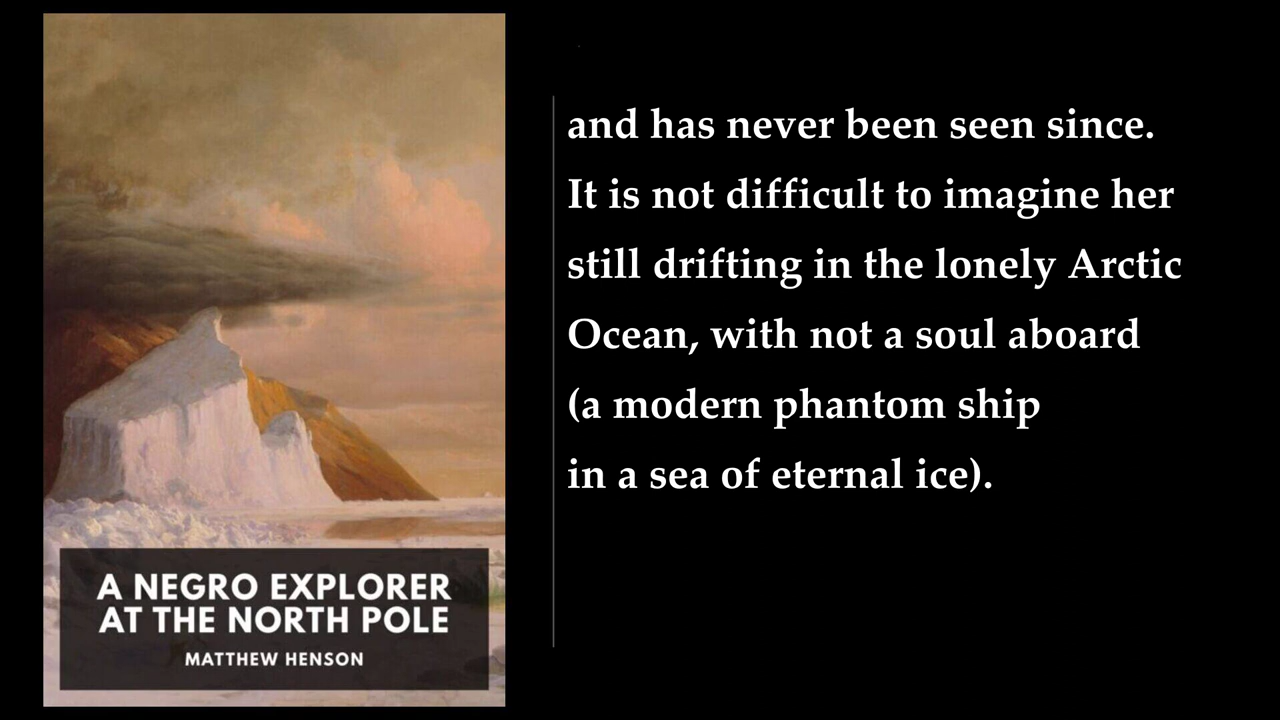 A NEGRO EXPLORER
AT THE NORTH POLE
MATTHEW HENSON
and has never been seen since.
It is not difficult to imagine her
still drifting in the lonely Arctic
Ocean, with not a soul aboard
(a modern phantom ship
in a sea of eternal ice).